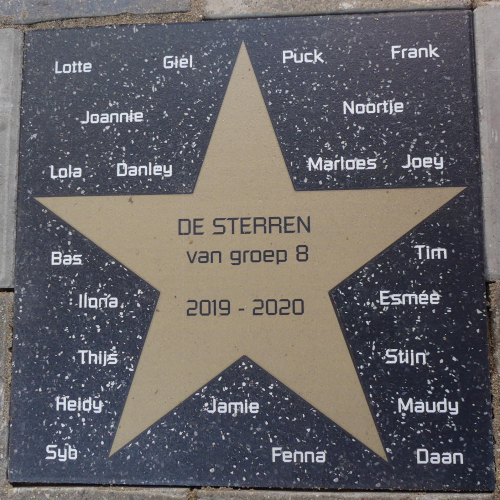 Lotte Giel Puck Frank
Joannie Noortje
Lola Danley Marloes Joey
DE STERREN
van groep 8
Bas Tim
Ilona 2019 - 2020 Esmée
Thijs Stijn
Heidy Jamie Maudy
Syb Fenna Daan